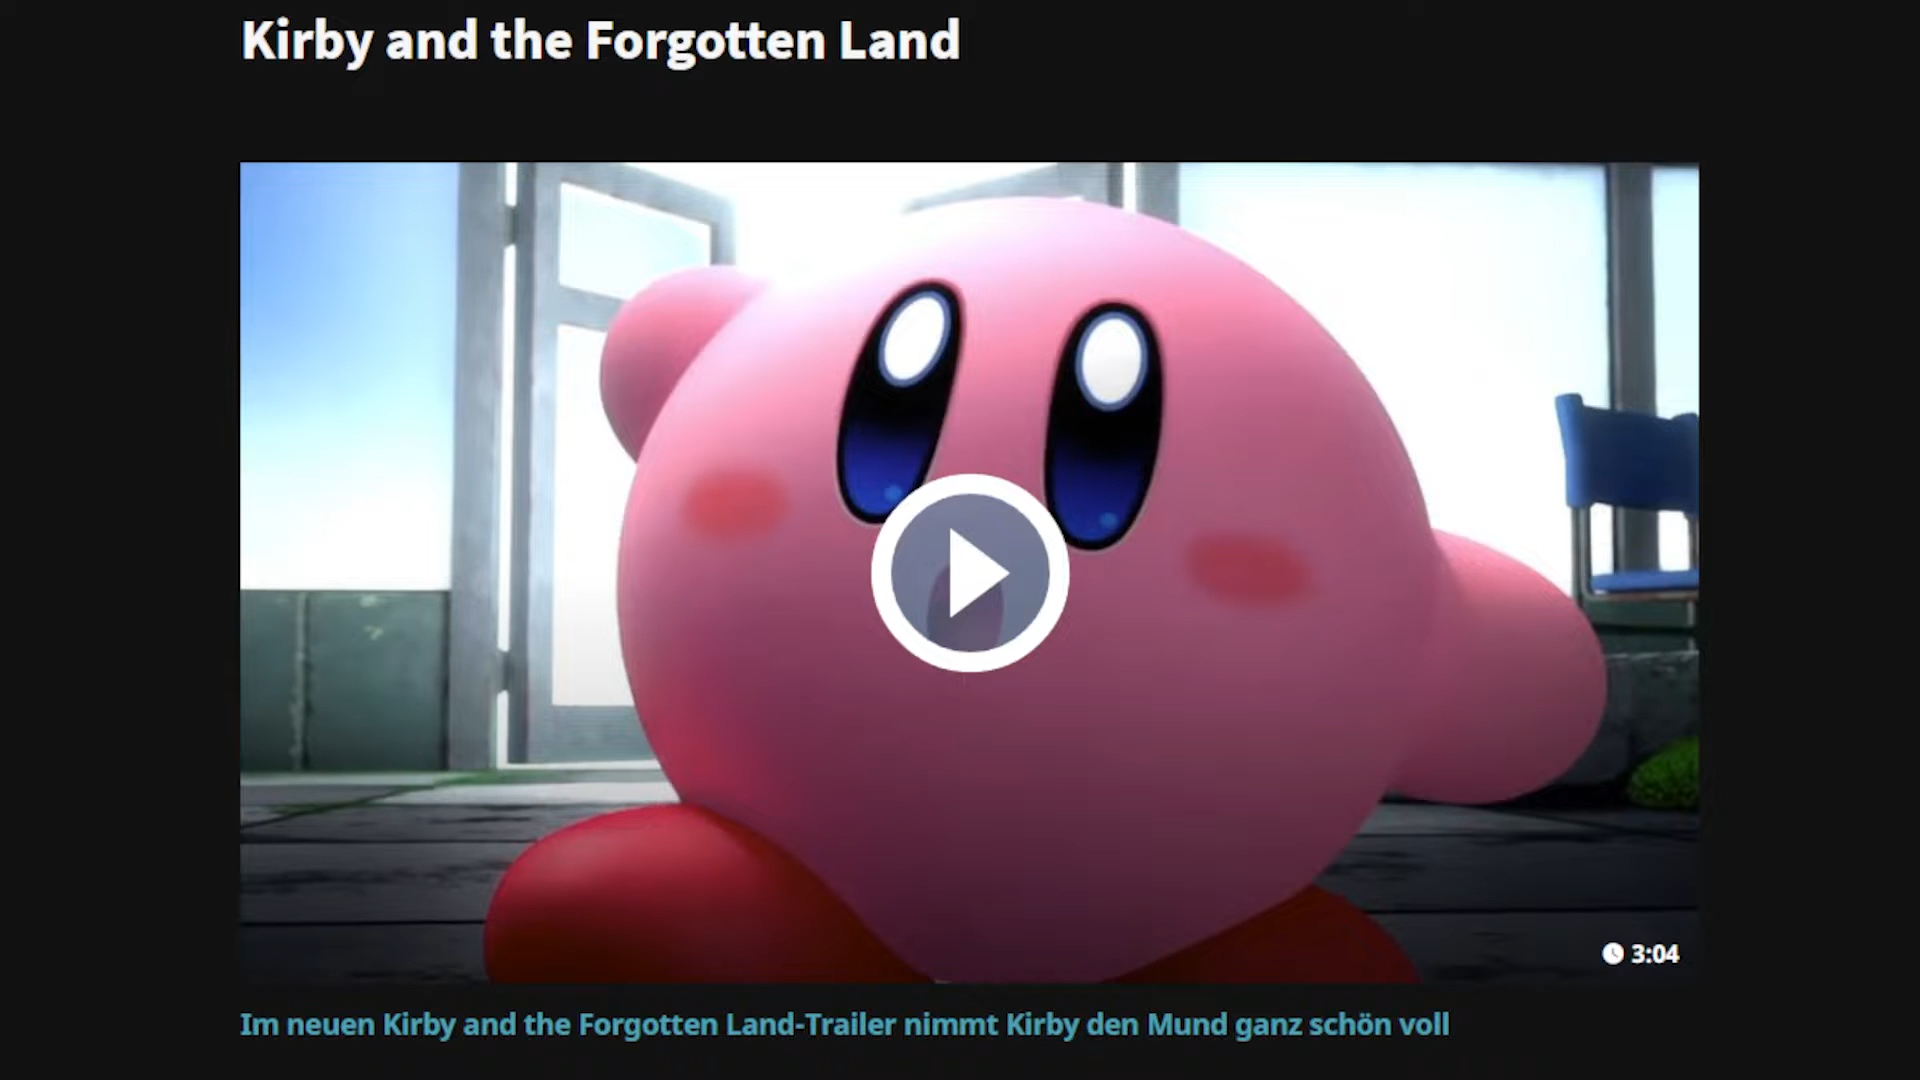 Kirby and the Forgotten Land
3:04
Im neuen Kirby and the Forgotten Land-Trailer nimmt Kirby den Mund ganz schön voll